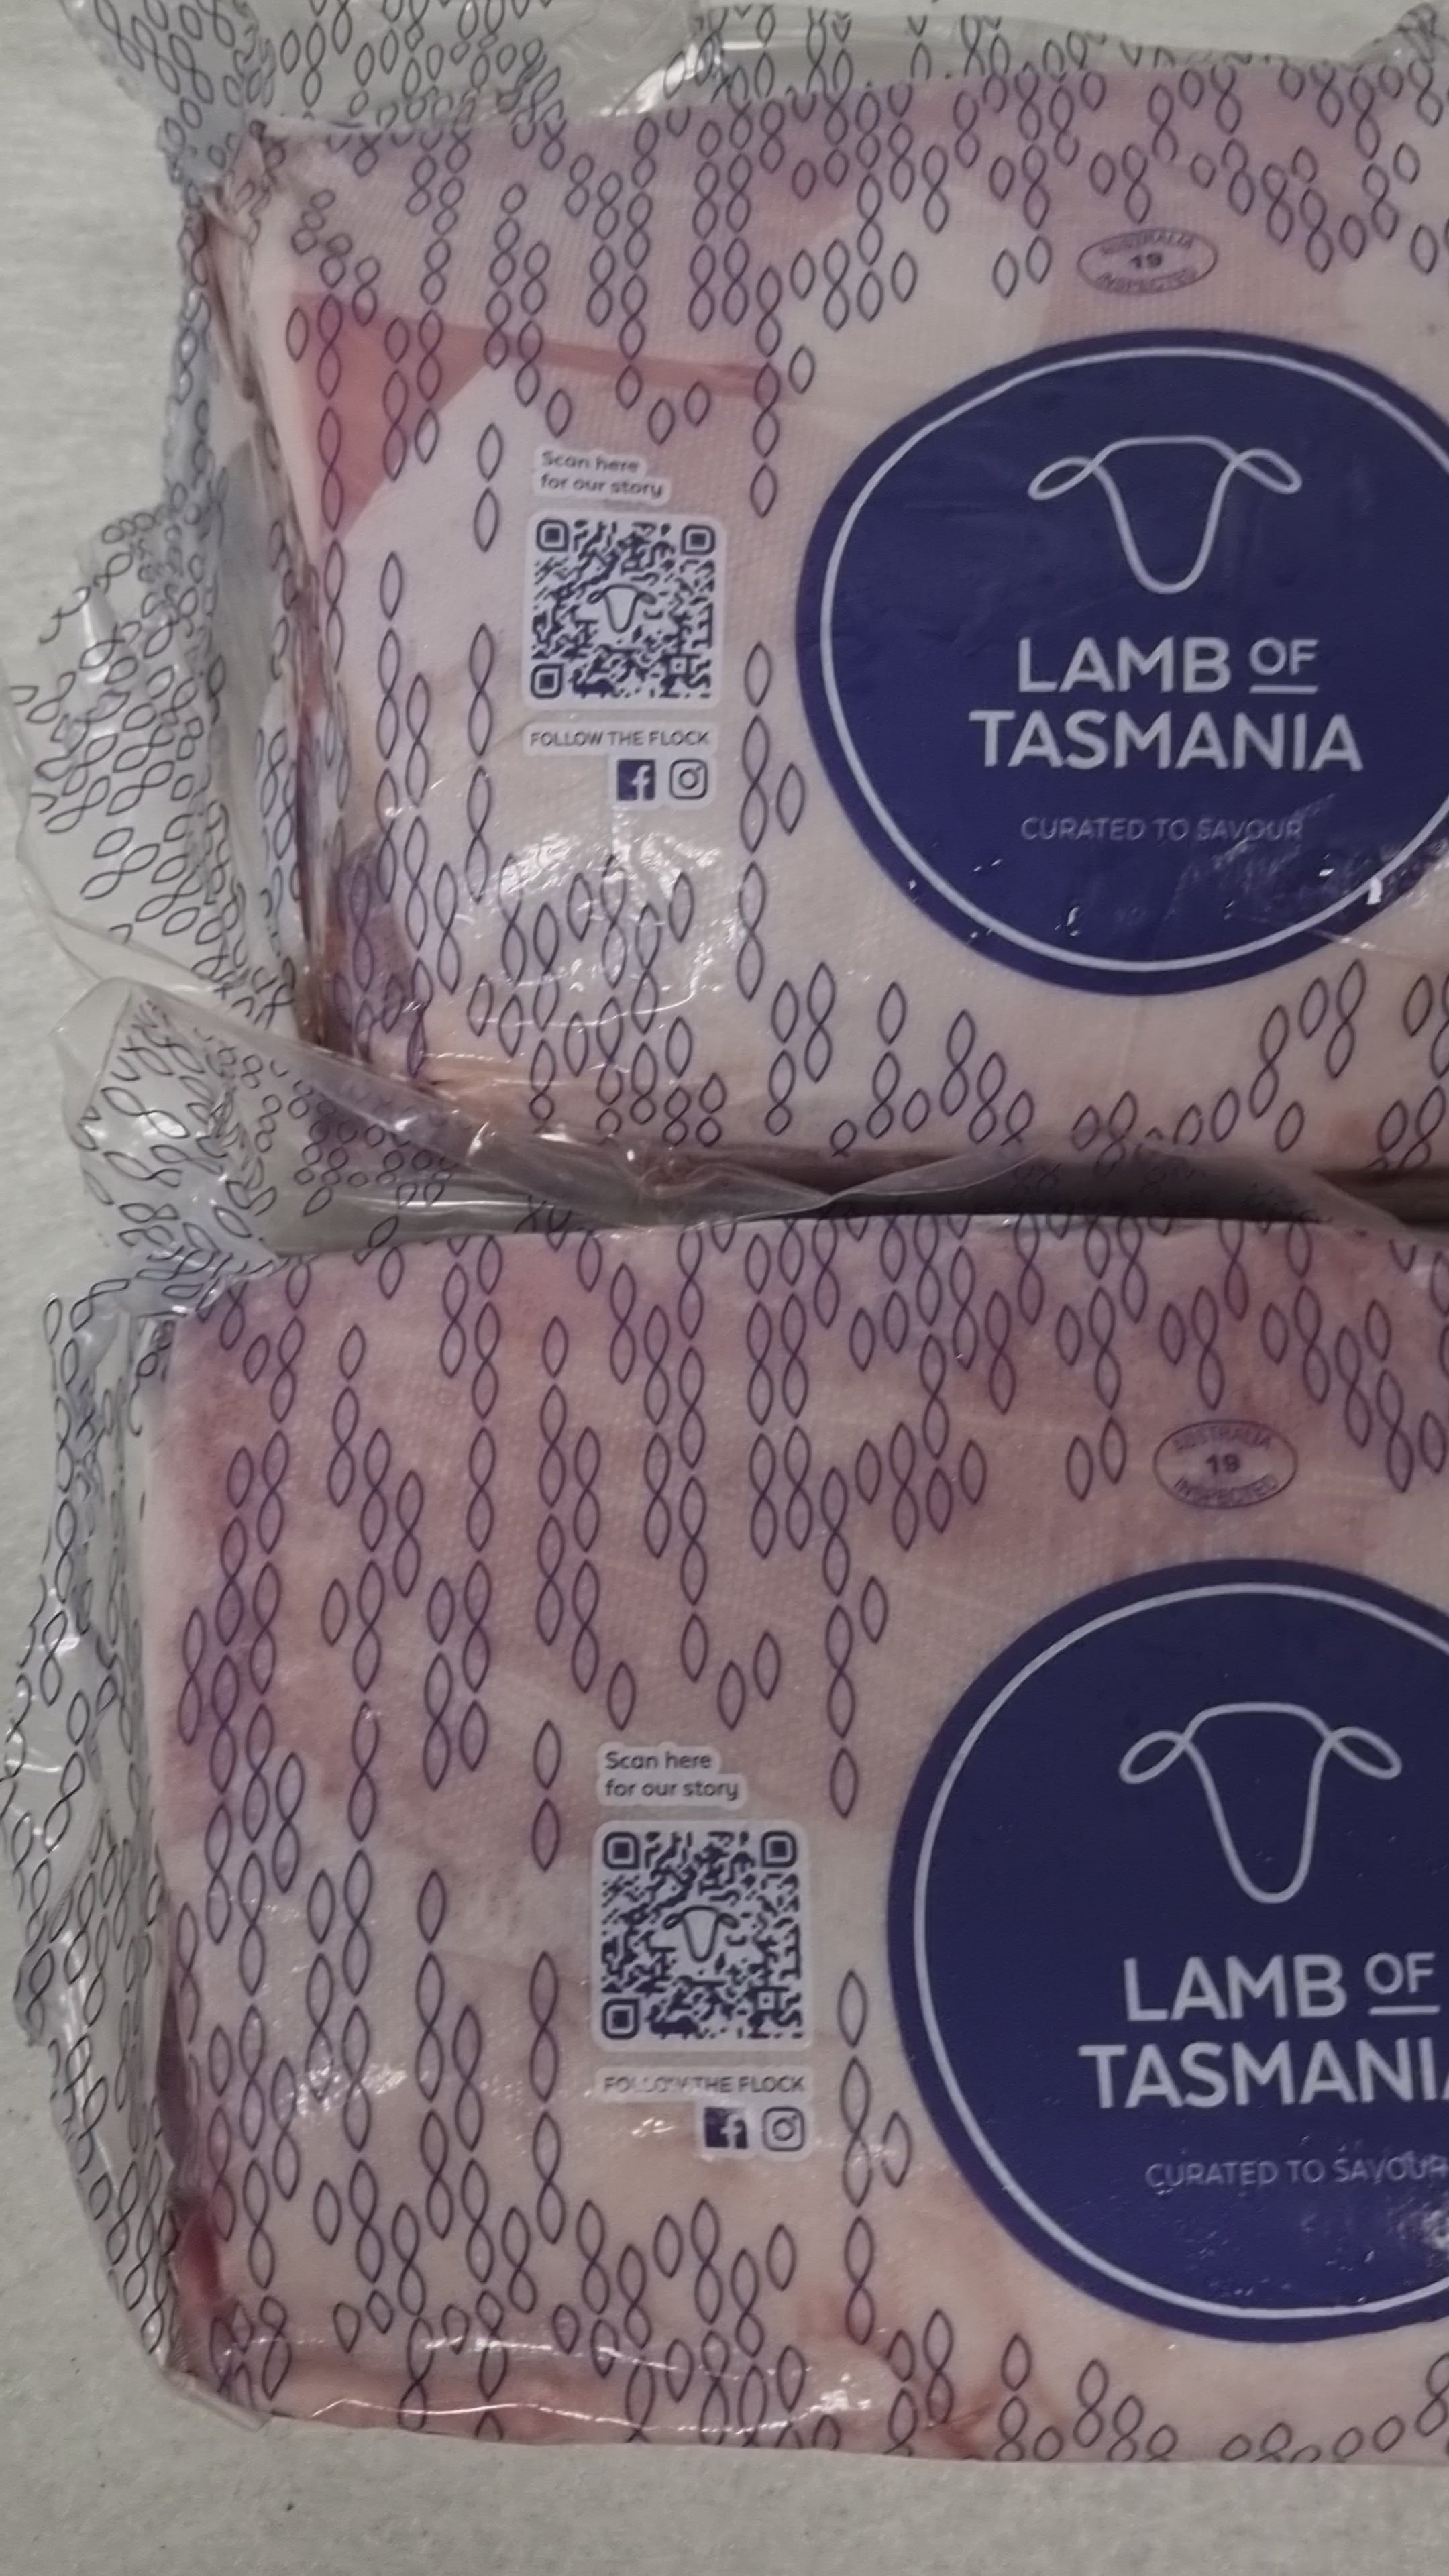 AUSTRALIA
19
INSPECTED
Scan here
for our story
FOLLOW THE FLOCK
LAMB OF
TASMANIA
CURATED TO SAVOUR
AUSTRALIA
19
INSPECTED
Scan here
for our story
FOLLOW THE FLOCK
LAMB OF
TASMANIA
CURATED TO SAVOUR